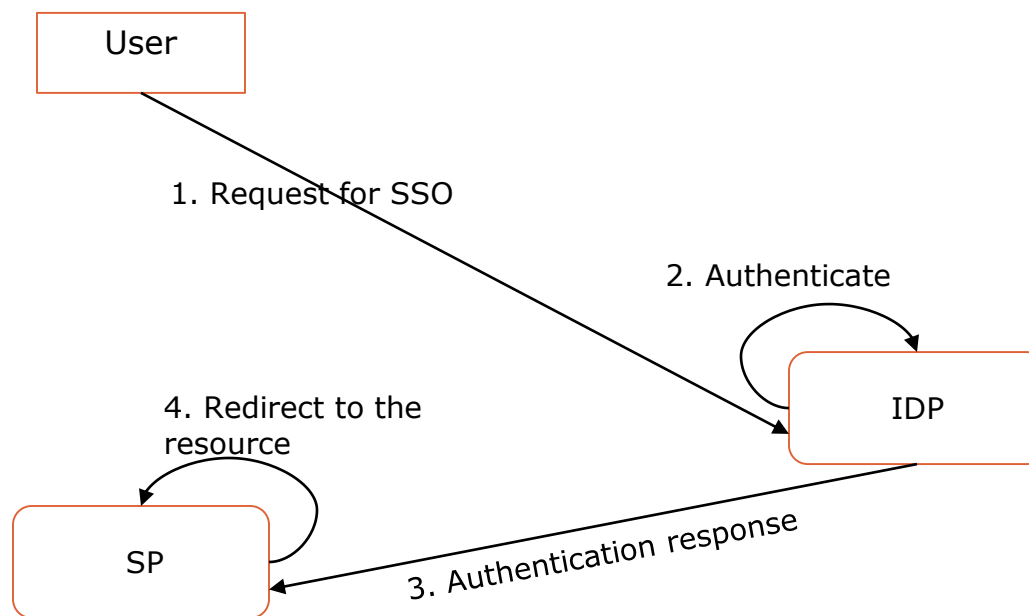 User
1. Request for SSO
2. Authenticate
IDP
4. Redirect to the
resource
SP
3. Authentication response